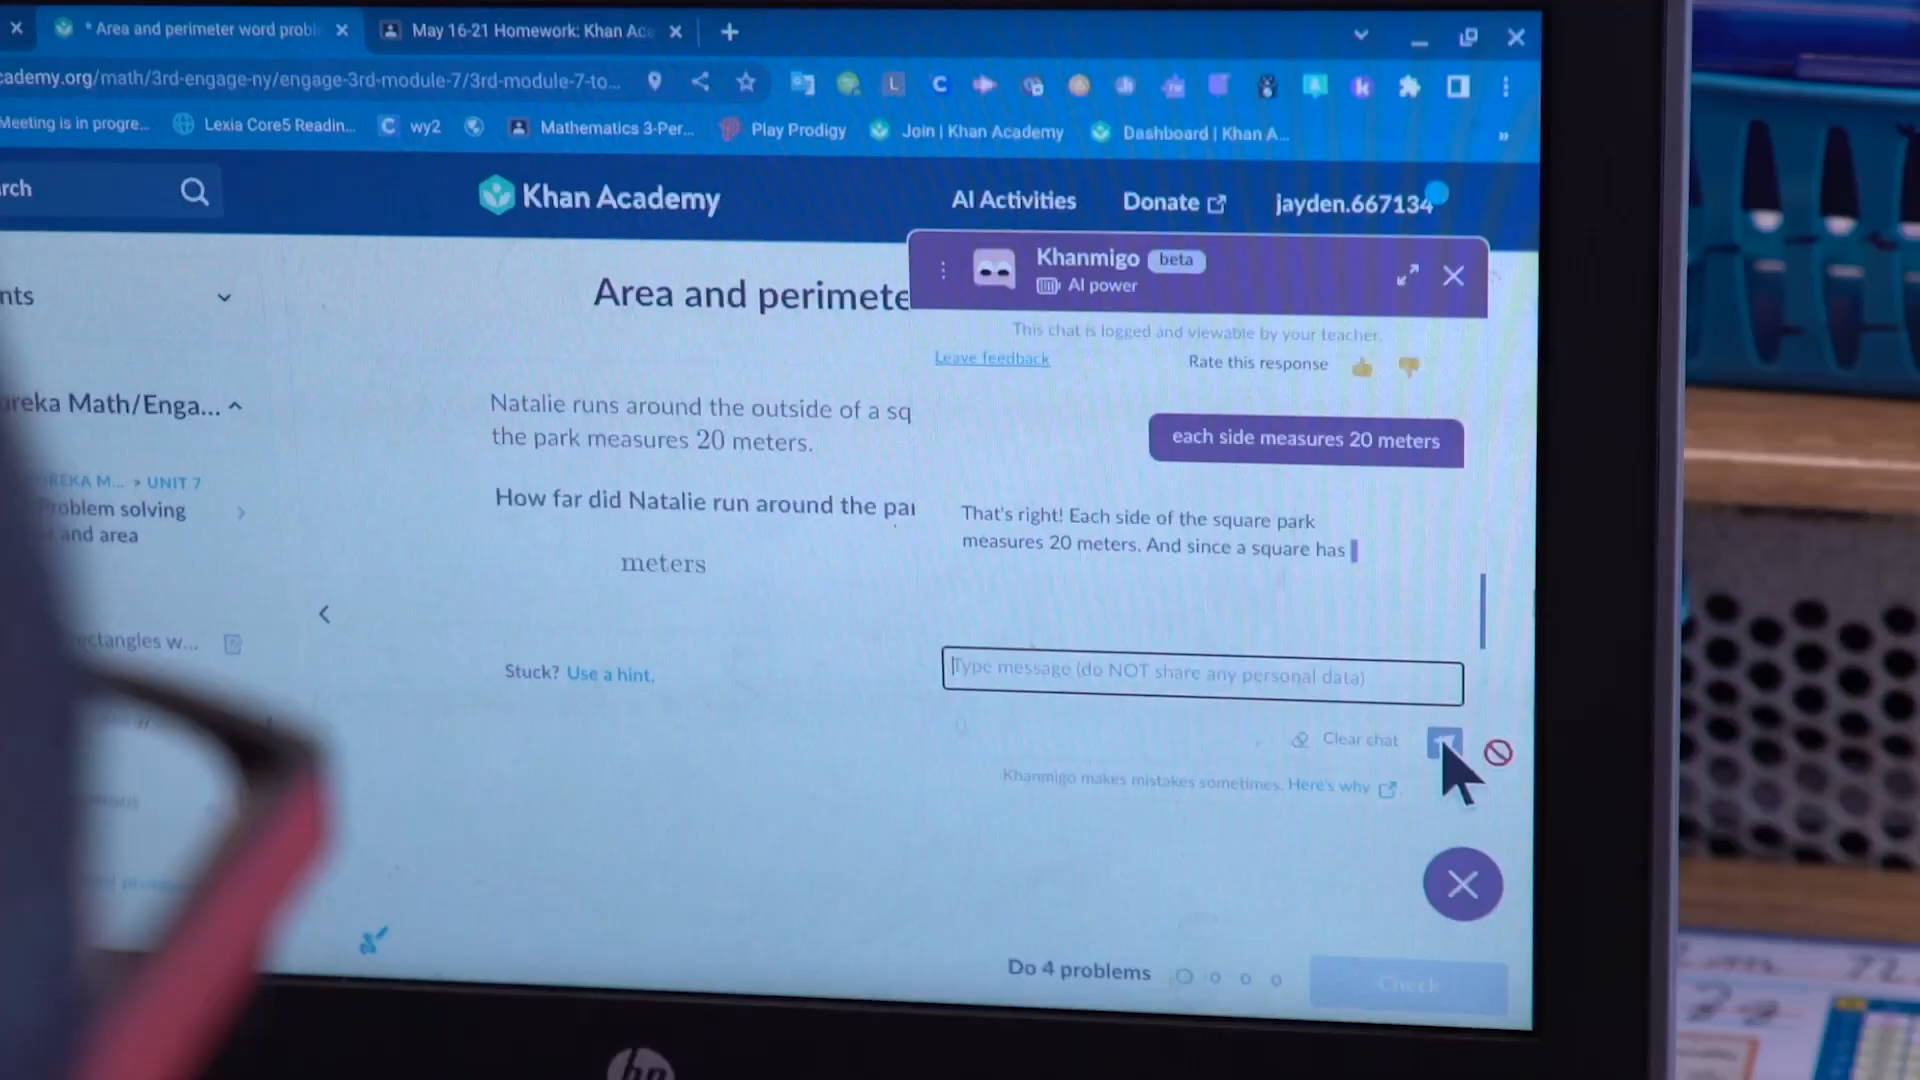 * Area and perimeter word probl
May 16-21 Homework: Khan Aca
cademy.org/math/3rd-engage-ny/engage-3rd-module-7/3rd-module-7-to...
Meeting is in progre...
Lexia Core5 Readin...
wy2
Mathematics 3-Per...
Play Prodigy
Join | Khan Academy
Dashboard | Khan A...
»
rch
Khan Academy
AI Activities
Donate
jayden.667134
Khanmigo beta
AI power
nts
Area and perimete
This chat is logged and viewable by your teacher.
Leave feedback
Rate this response
ureka Math/Enga...
Natalie runs around the outside of a sq
the park measures 20 meters.
each side measures 20 meters
REKA M... > UNIT 7
roblem solving
and area
How far did Natalie run around the par
meters
That's right! Each side of the square park
measures 20 meters. And since a square has
ectangles w...
Stuck? Use a hint.
Type message (do NOT share any personal data)
Clear chat
Khanmigo makes mistakes sometimes. Here's why
Do 4 problems
Check
hp